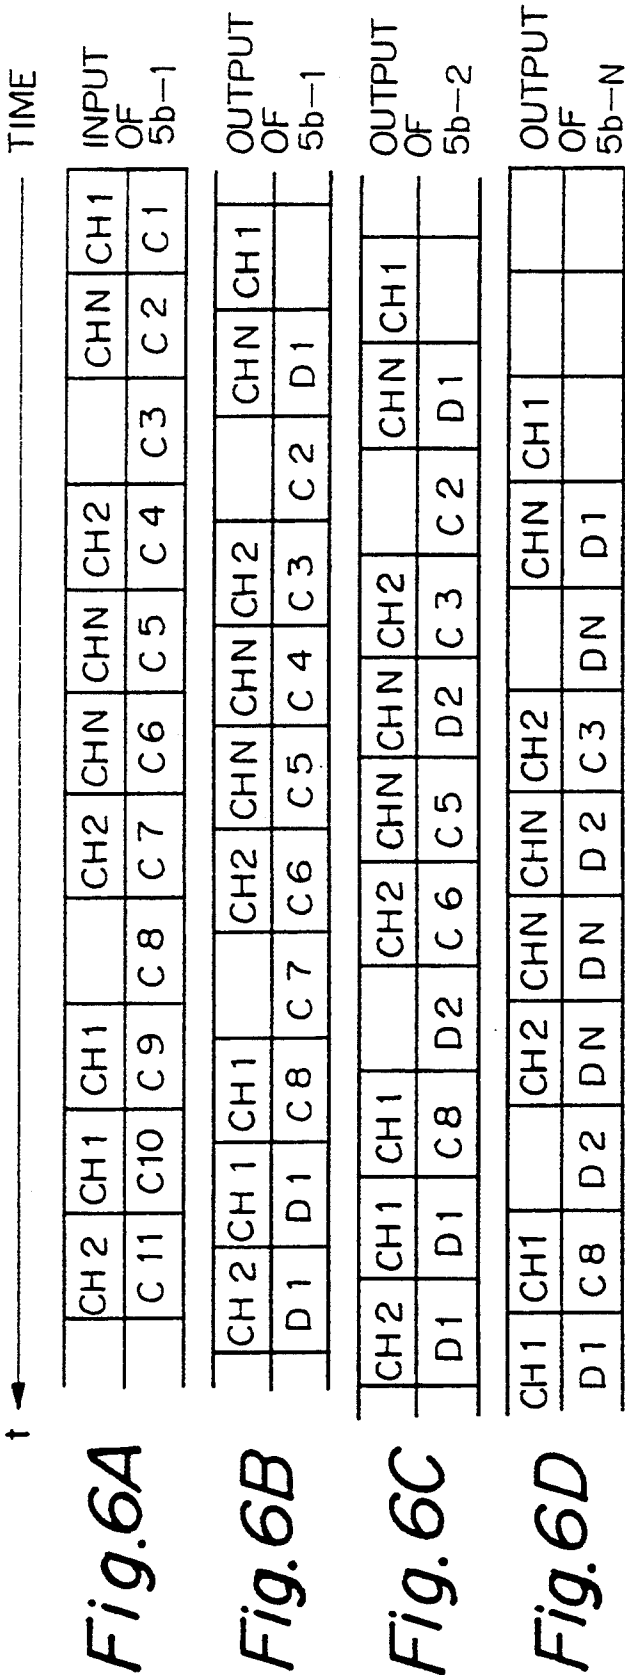 t TIME
Fig.6A
CH2 CH1 CH1 CH2 CHN CHN CH2 CHN CH1
C11 C10 C9 C8 C7 C6 C5 C4 C3 C2 C1
INPUT
OF
5b-1
Fig.6B
CH2 CH1 CH1 CH2 CHN CHN CH2 CHN CH1
D1 D1 C8 C7 C6 C5 C4 C3 C2 D1
OUTPUT
OF
5b-1
Fig.6C
CH2 CH1 CH1 CH2 CHN CHN CH2 CHN CH1
D1 D1 C8 D2 C6 C5 D2 C3 C2 D1
OUTPUT
OF
5b-2
Fig.6D
CH1 CH1 CH2 CHN CHN CH2 CHN CH1
D1 C8 D2 DN DN D2 C3 DN D1
OUTPUT
OF
5b-N